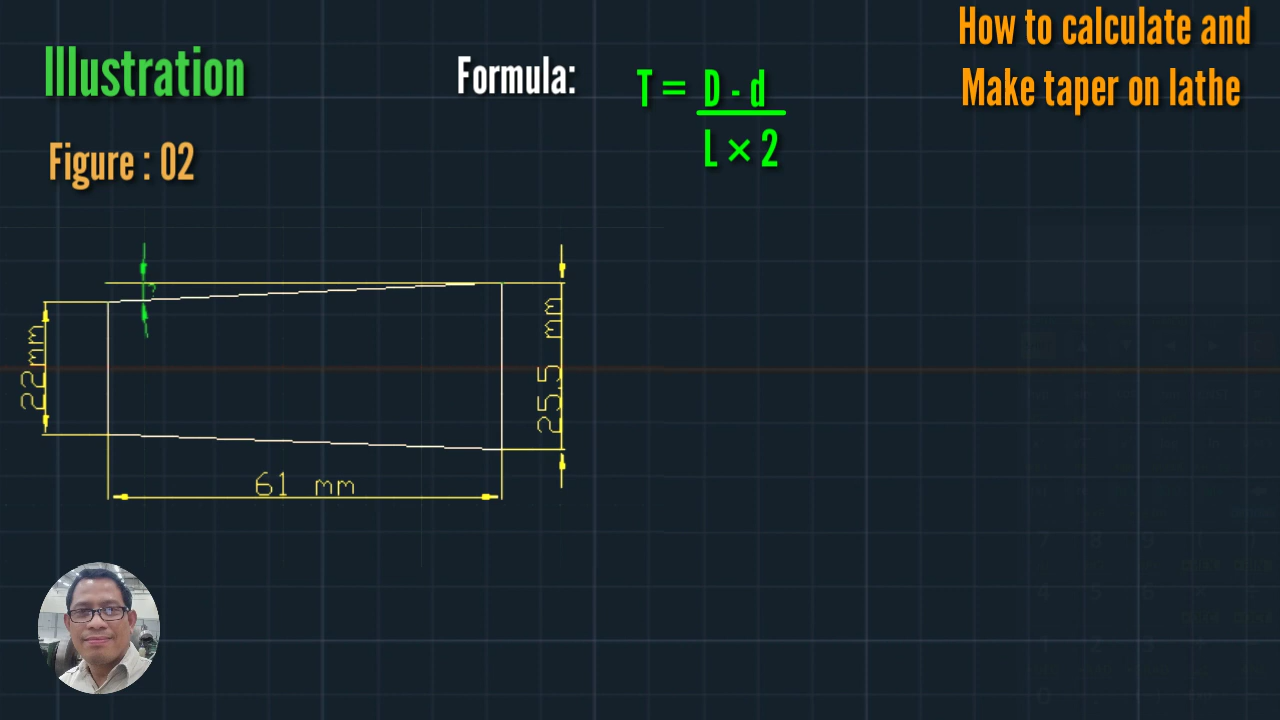 How to calculate and
Make taper on lathe
Illustration
Formula:
T = D - d
L × 2
Figure : 02
22mm
25.5 mm
61 mm